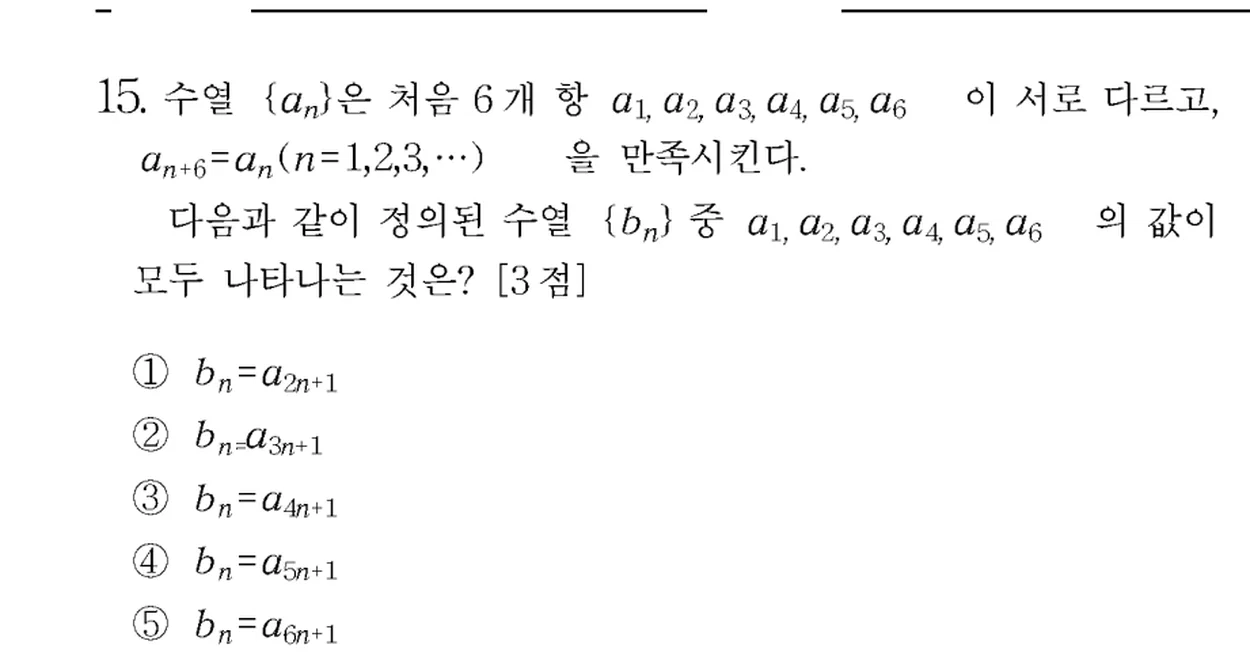 15. 수열 {aₙ}은 처음 6개 항 a₁, a₂, a₃, a₄, a₅, a₆ 이 서로 다르고,
aₙ₊₆=aₙ(n=1,2,3,⋯) 을 만족시킨다.
다음과 같이 정의된 수열 {bₙ} 중 a₁, a₂, a₃, a₄, a₅, a₆ 의 값이
모두 나타나는 것은? [3점]
① bₙ=a₂ₙ₊₁
② bₙ=a₃ₙ₊₁
③ bₙ=a₄ₙ₊₁
④ bₙ=a₅ₙ₊₁
⑤ bₙ=a₆ₙ₊₁